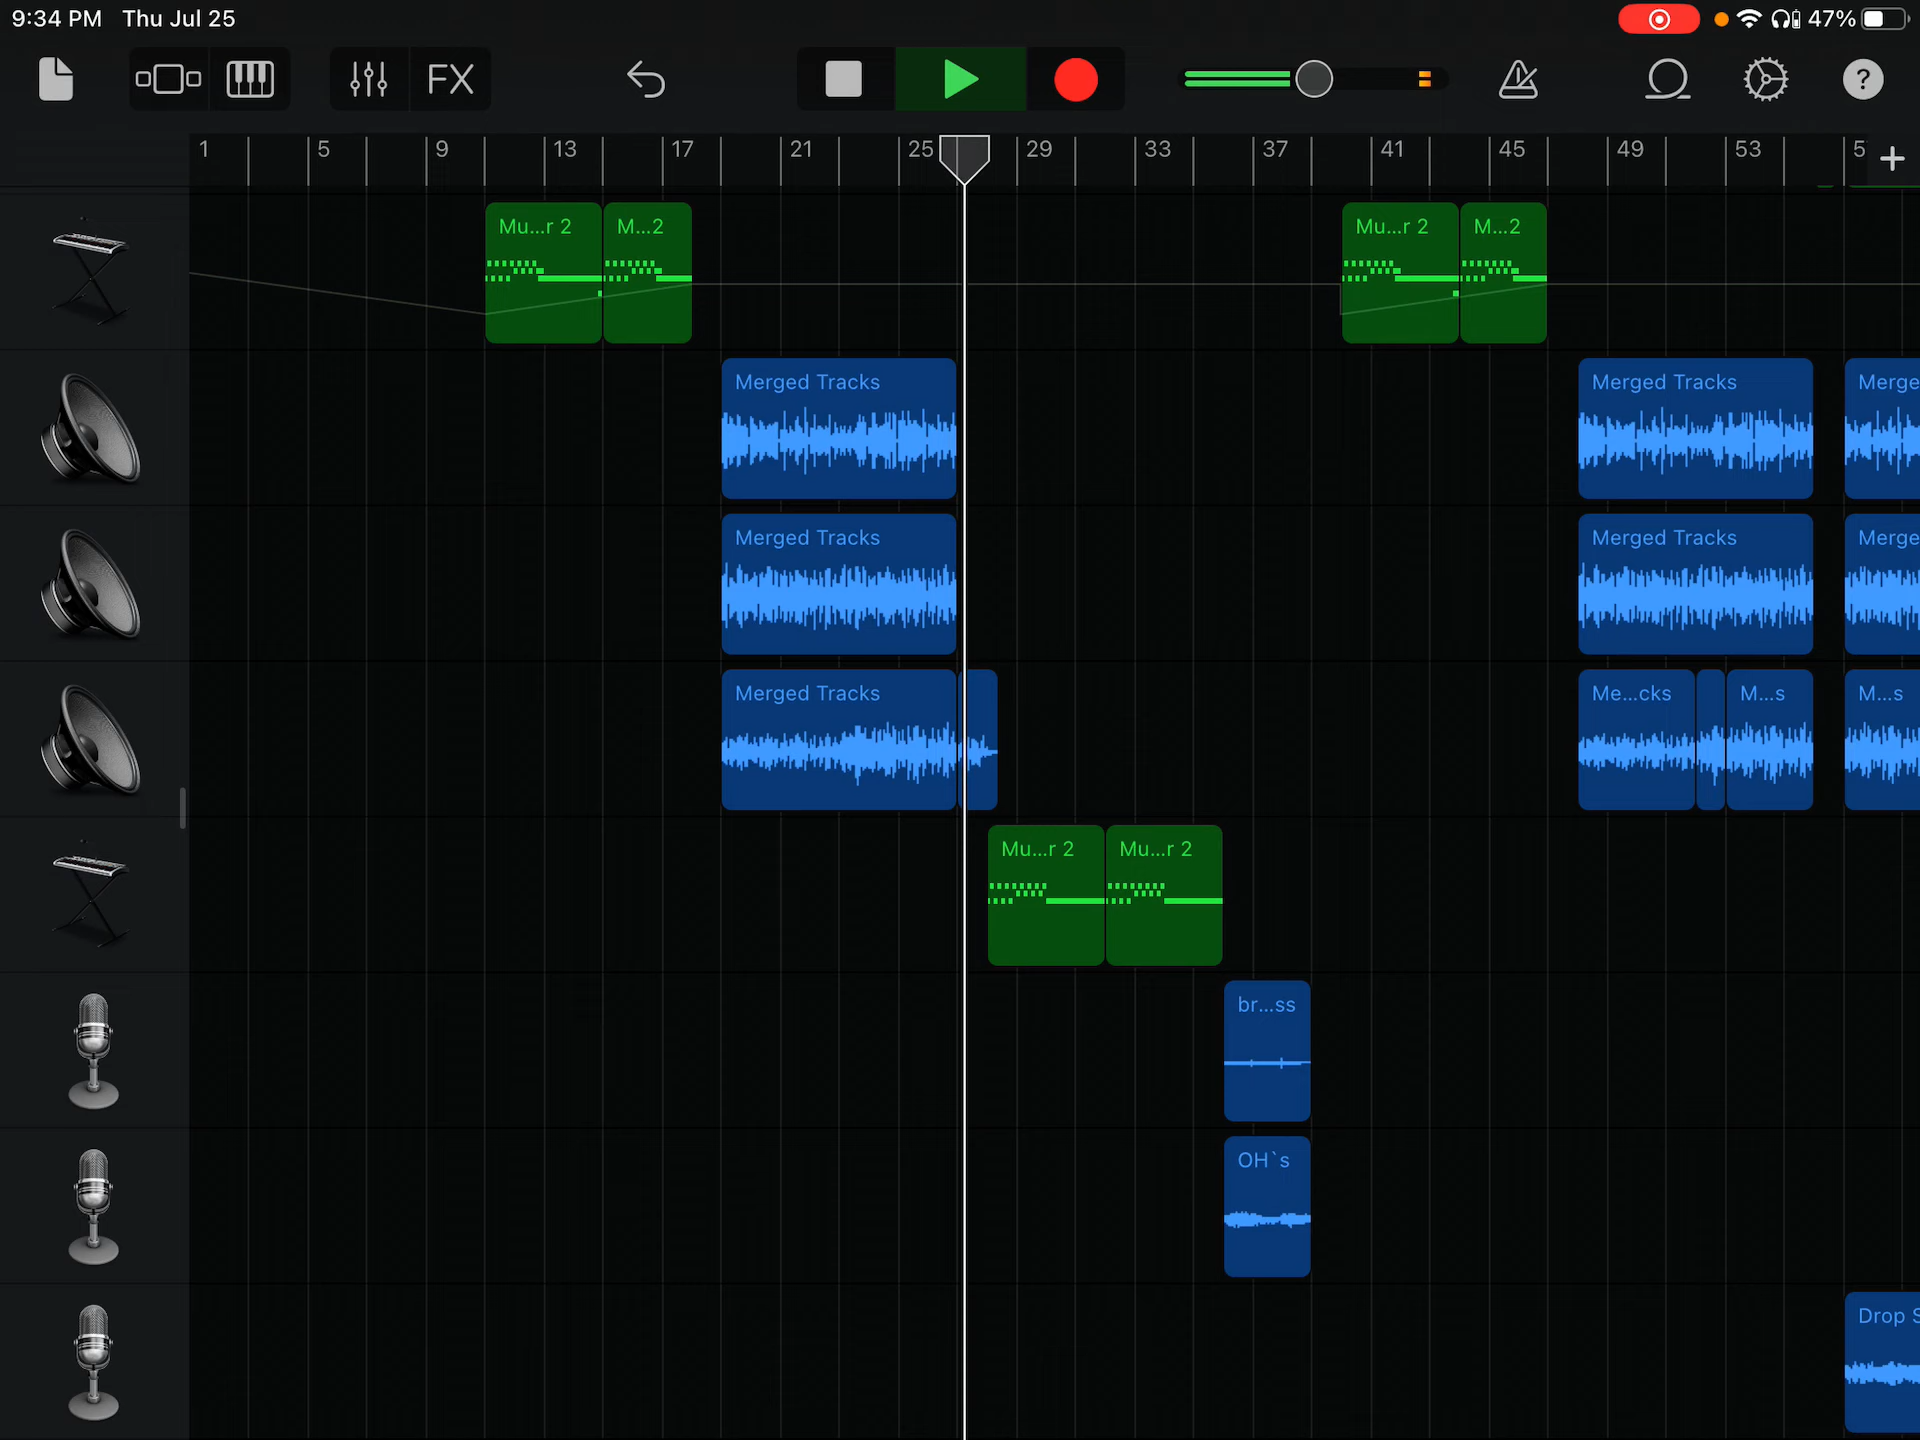 9:34 PM Thu Jul 25 47%
FX ?
1 5 9 13 17 21 25 29 33 37 41 45 49 53 5 +
Mu...r 2 M...2 Mu...r 2 M...2
Merged Tracks Merged Tracks Merge
Merged Tracks Merged Tracks Merge
Merged Tracks Me...cks M...s M...s
Mu...r 2 Mu...r 2
br...ss
OH`s
Drop S